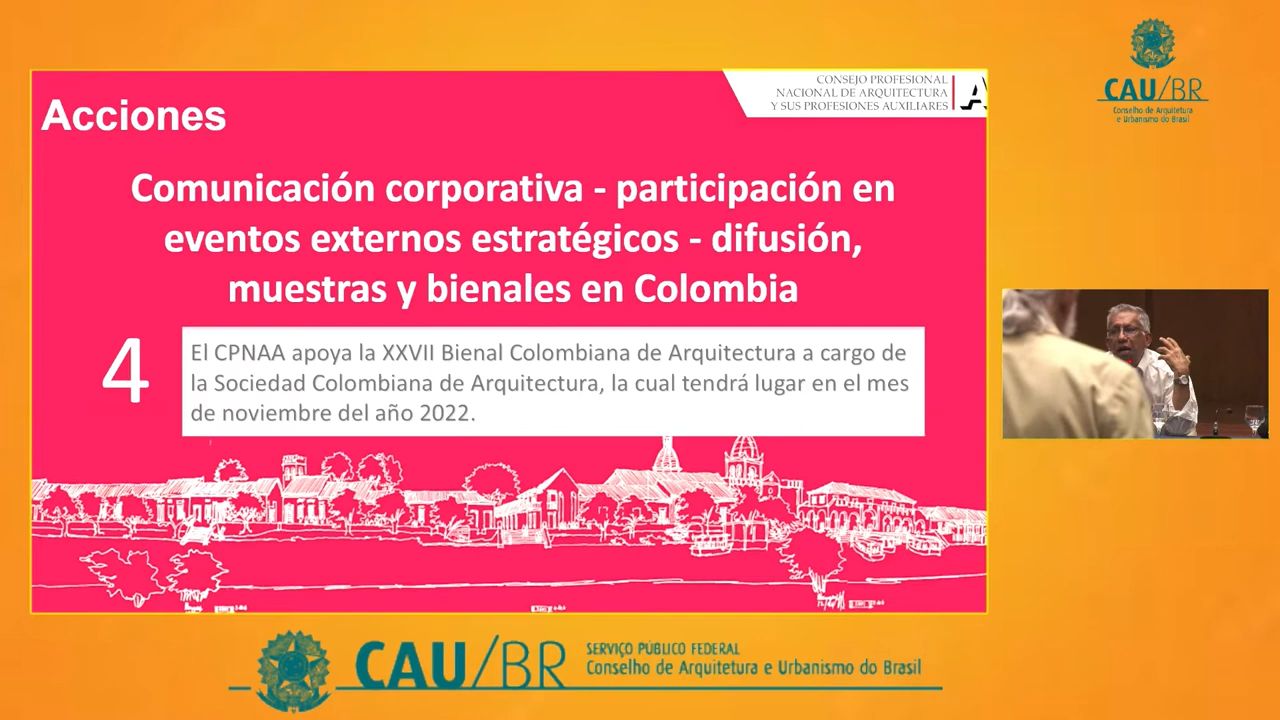 CAU/BR
Conselho de Arquitetura
e Urbanismo do Brasil
CONSEJO PROFESIONAL
NACIONAL DE ARQUITECTURA
Y SUS PROFESIONES AUXILIARES
A
Acciones
Comunicación corporativa - participación en
eventos externos estratégicos - difusión,
muestras y bienales en Colombia
4
El CPNAA apoya la XXVII Bienal Colombiana de Arquitectura a cargo de
la Sociedad Colombiana de Arquitectura, la cual tendrá lugar en el mes
de noviembre del año 2022.
CAU/BR
SERVIÇO PÚBLICO FEDERAL
Conselho de Arquitetura e Urbanismo do Brasil